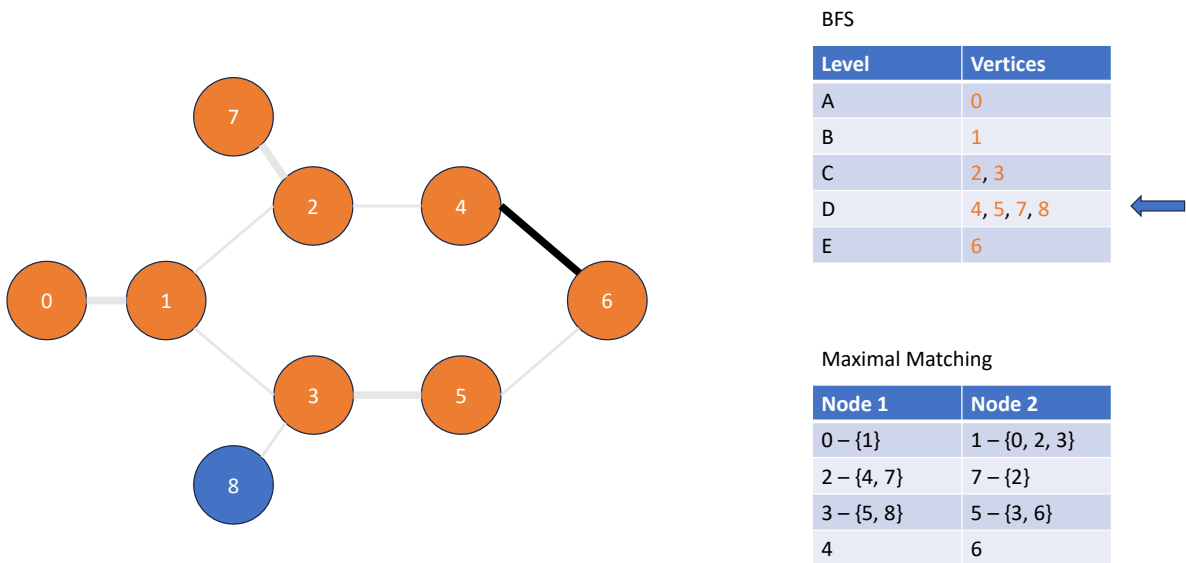 BFS
Level Vertices
A 0
B 1
C 2, 3
D 4, 5, 7, 8
E 6
7
2 4
0 1 6
3 5
8
Maximal Matching
Node 1 Node 2
0 – {1} 1 – {0, 2, 3}
2 – {4, 7} 7 – {2}
3 – {5, 8} 5 – {3, 6}
4 6